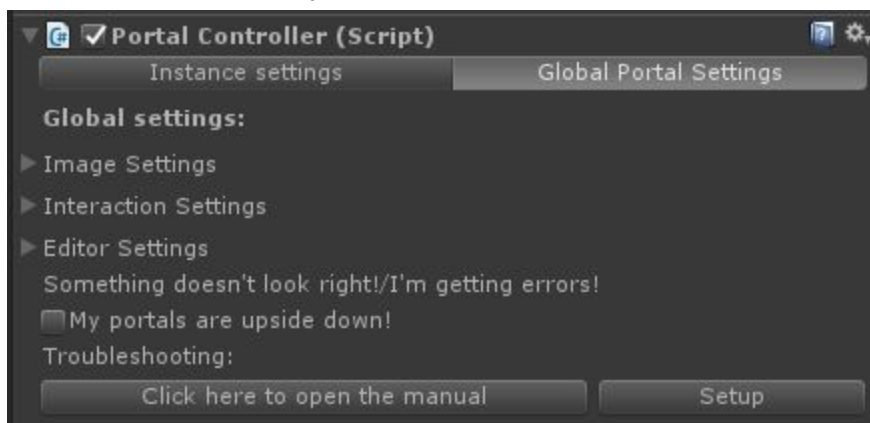 Portal Controller (Script)
Instance settings Global Portal Settings
Global settings:
Image Settings
Interaction Settings
Editor Settings
Something doesn't look right!/I'm getting errors!
My portals are upside down!
Troubleshooting:
Click here to open the manual Setup